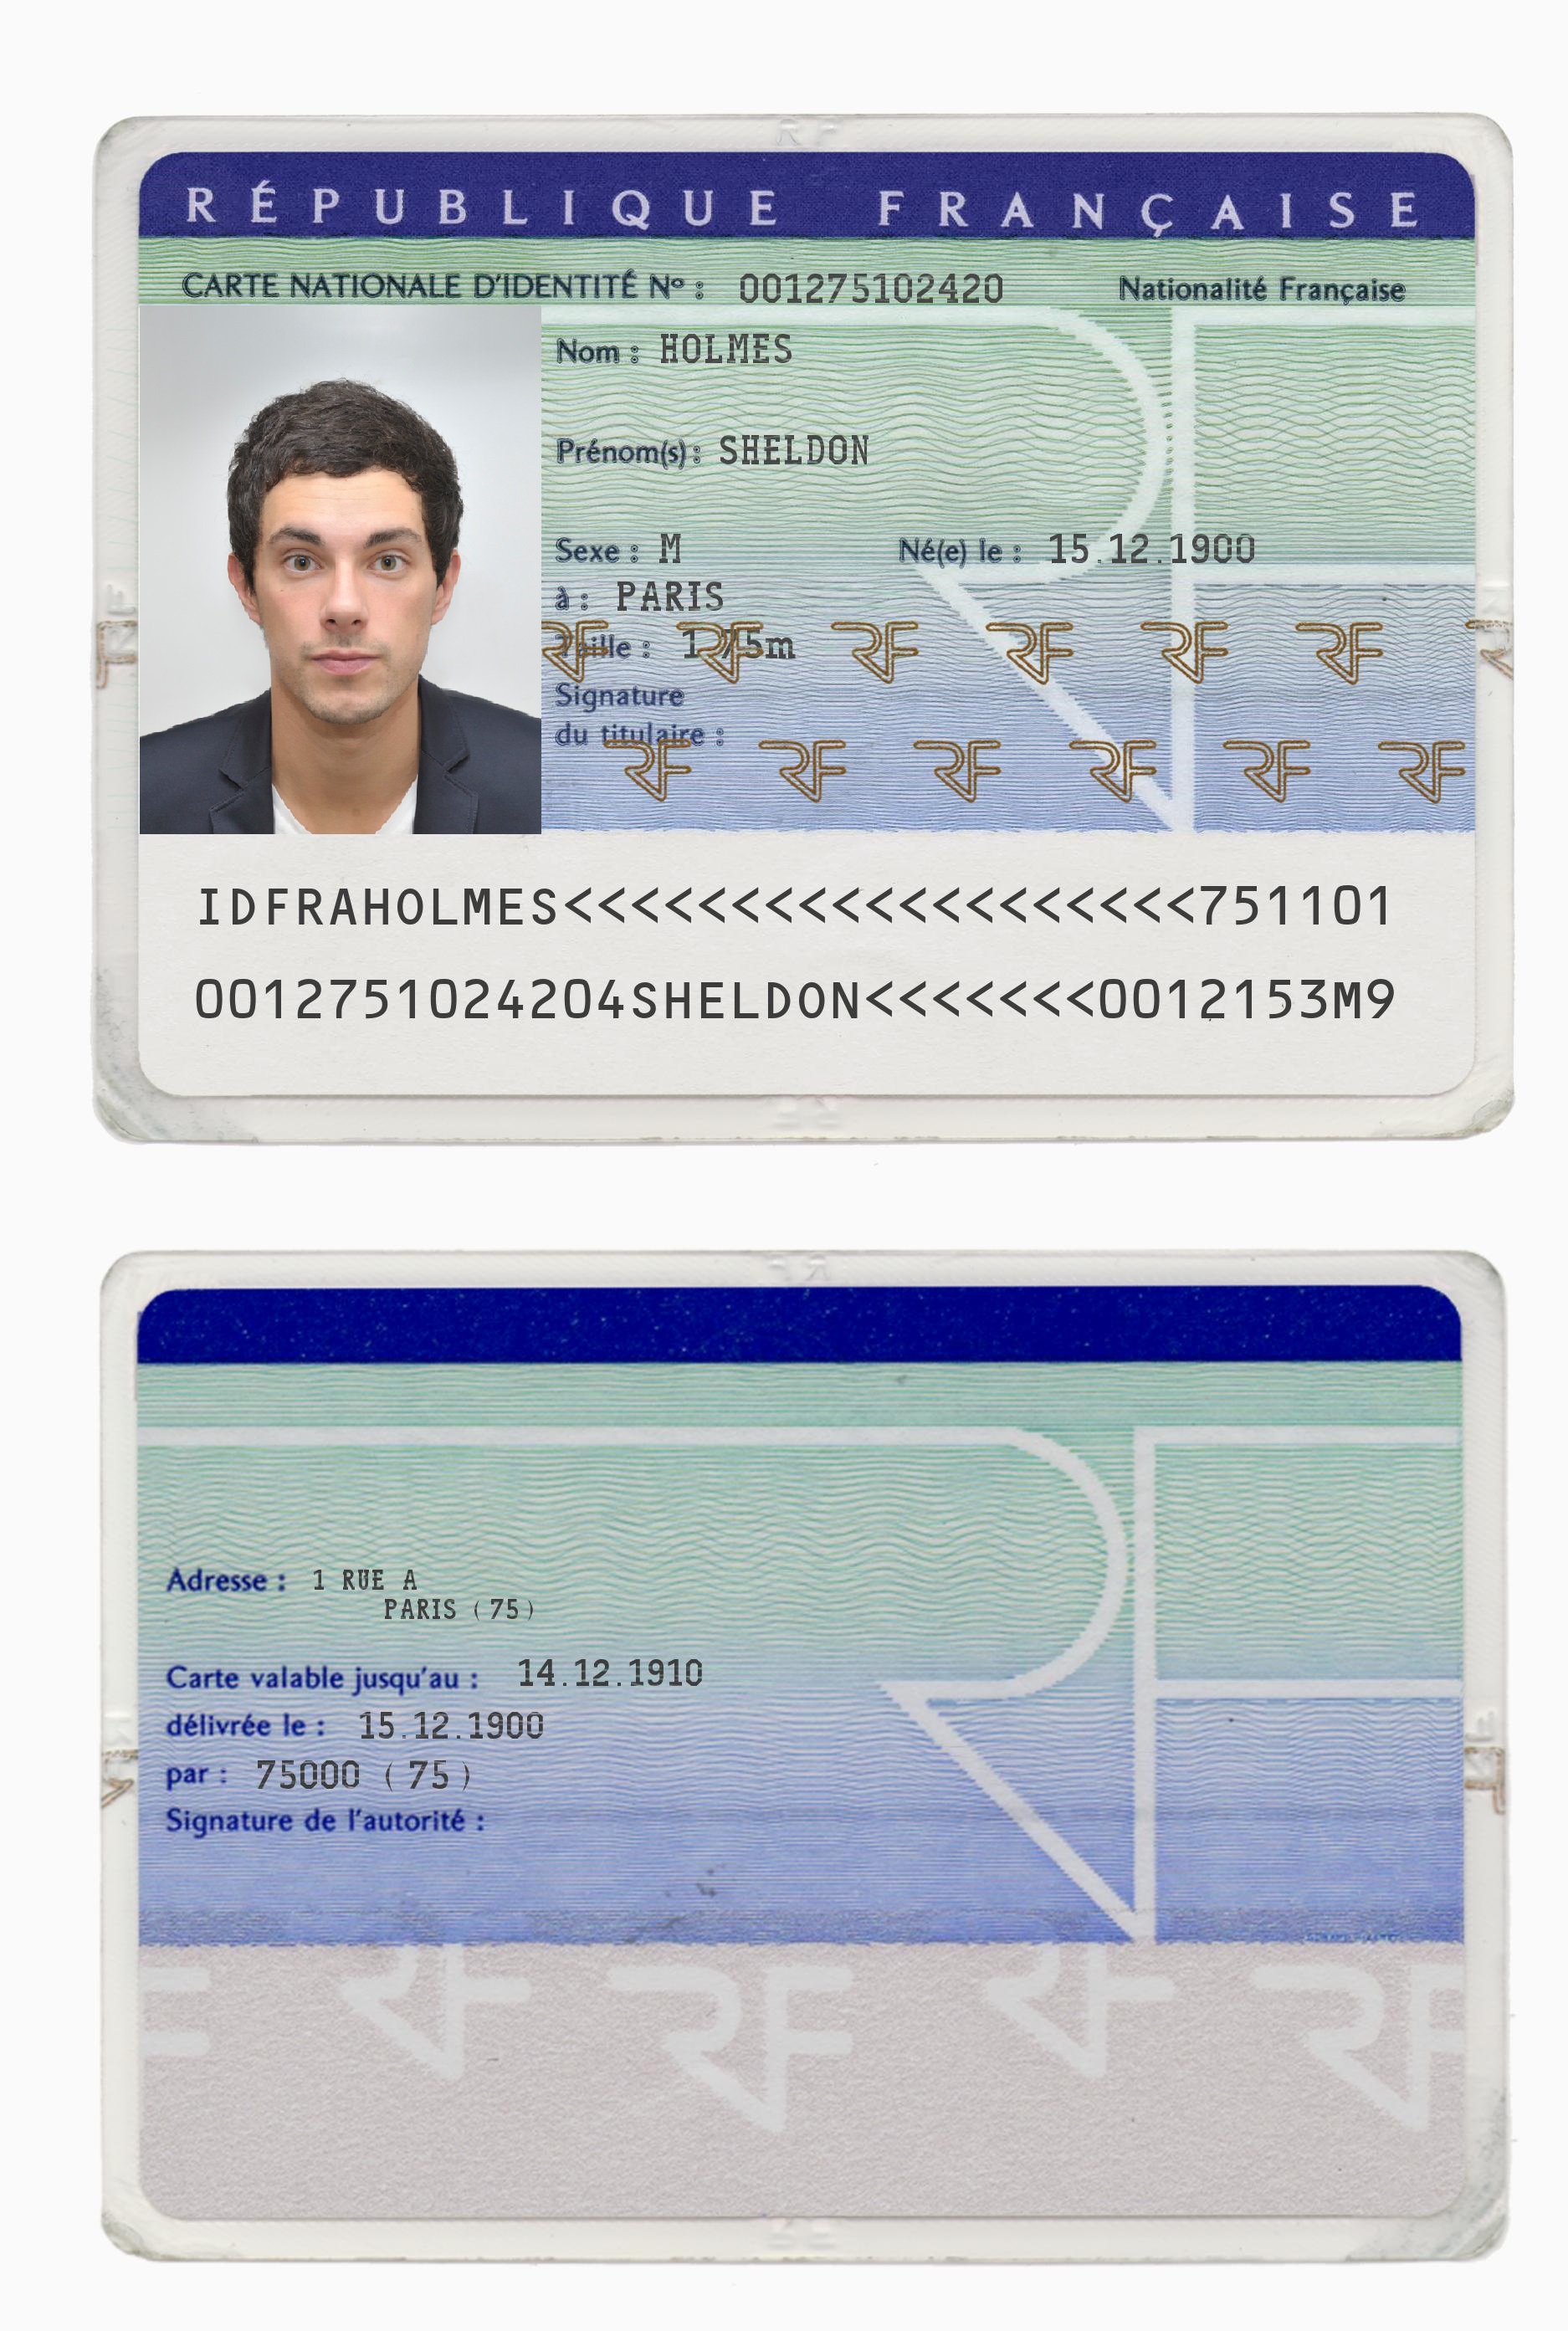 RÉPUBLIQUE FRANÇAISE
CARTE NATIONALE D'IDENTITÉ Nº : 001275102420 Nationalité Française
Nom : HOLMES
Prénom(s) : SHELDON
Sexe : M Né(e) le : 15.12.1900
à : PARIS
Taille : 1,75m
RF RF RF RF RF RF
Signature
du titulaire :
RF RF RF RF RF RF
IDFRAHOLMES<<<<<<<<<<<<<<<<<<<751101
0012751024204SHELDON<<<<<<<0012153M9
Adresse : 1 RUE A
PARIS (75)
Carte valable jusqu'au : 14.12.1910
délivrée le : 15.12.1900
par : 75000 (75)
Signature de l'autorité :
RF RF RF RF